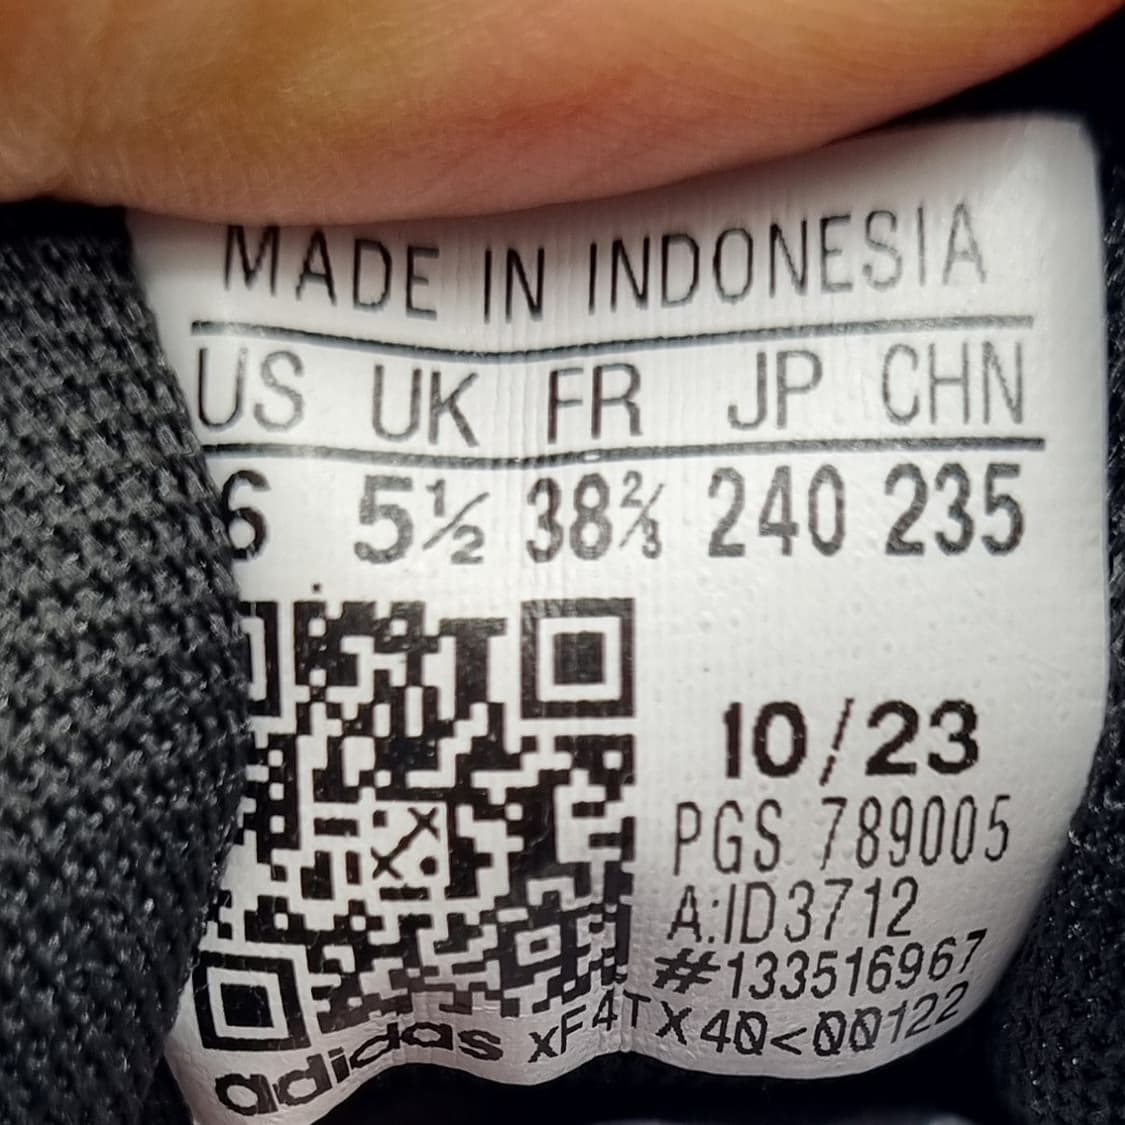 MADE IN INDONESIA
US UK FR JP CHN
6 5½ 38⅔ 240 235
10/23
PGS 789005
A:ID3712
#133516967
adidas xF4TX40<00122